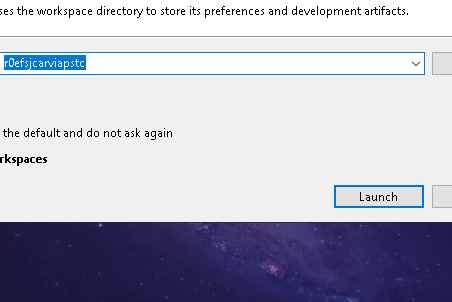 ses the workspace directory to store its preferences and development artifacts.
r0efsjcarviapstc
the default and do not ask again
rkspaces
Launch